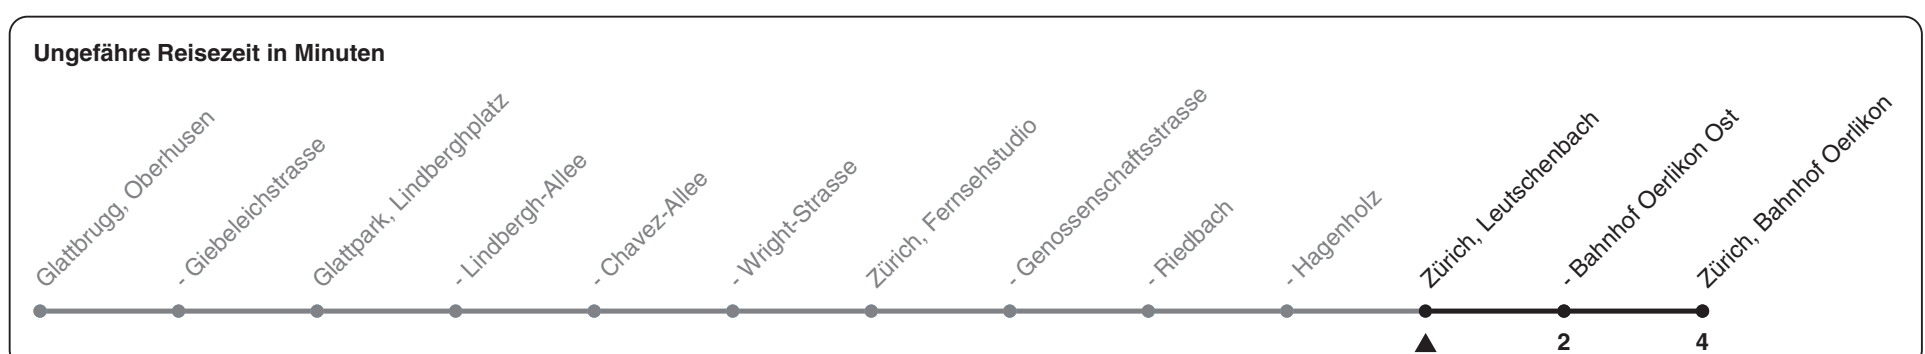 Ungefähre Reisezeit in Minuten
Glattbrugg, Oberhusen
- Giebeleichstrasse
Glattpark, Lindberghplatz
- Lindbergh-Allee
- Chavez-Allee
- Wright-Strasse
Zürich, Fernsehstudio
- Genossenschaftsstrasse
- Riedbach
- Hagenholz
Zürich, Leutschenbach
- Bahnhof Oerlikon Ost
Zürich, Bahnhof Oerlikon
2
4